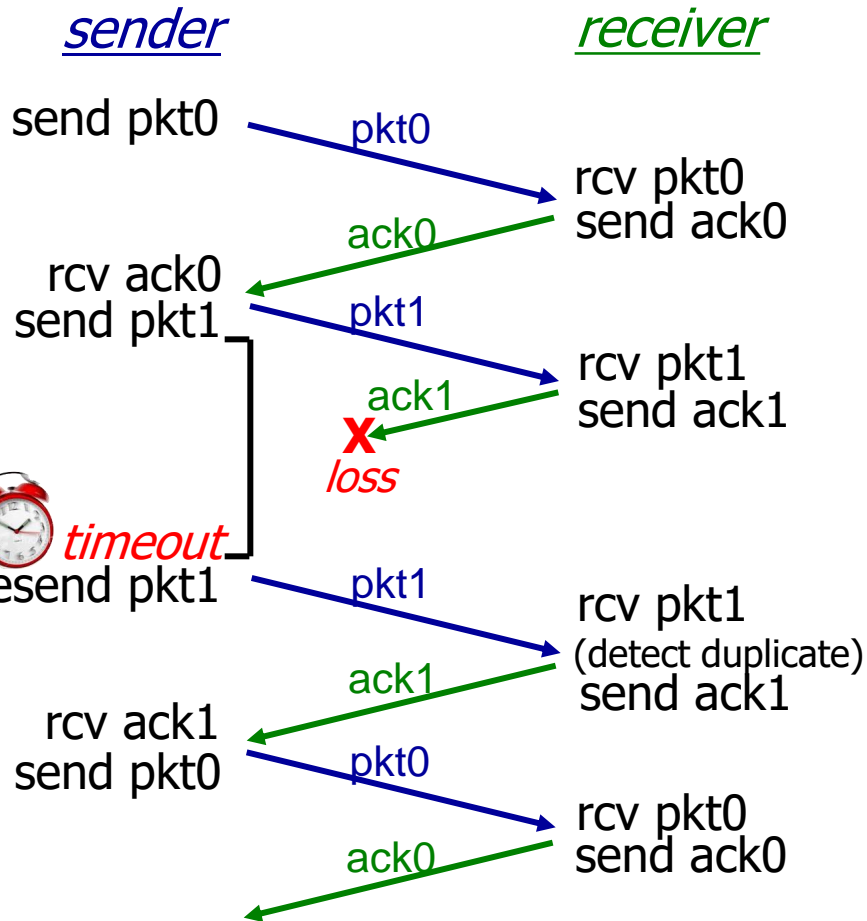 sender
receiver
send pkt0
pkt0
rcv pkt0
send ack0
ack0
rcv ack0
send pkt1
pkt1
rcv pkt1
send ack1
ack1
X
loss
timeout
esend pkt1
pkt1
rcv pkt1
(detect duplicate)
send ack1
ack1
rcv ack1
send pkt0
pkt0
rcv pkt0
send ack0
ack0